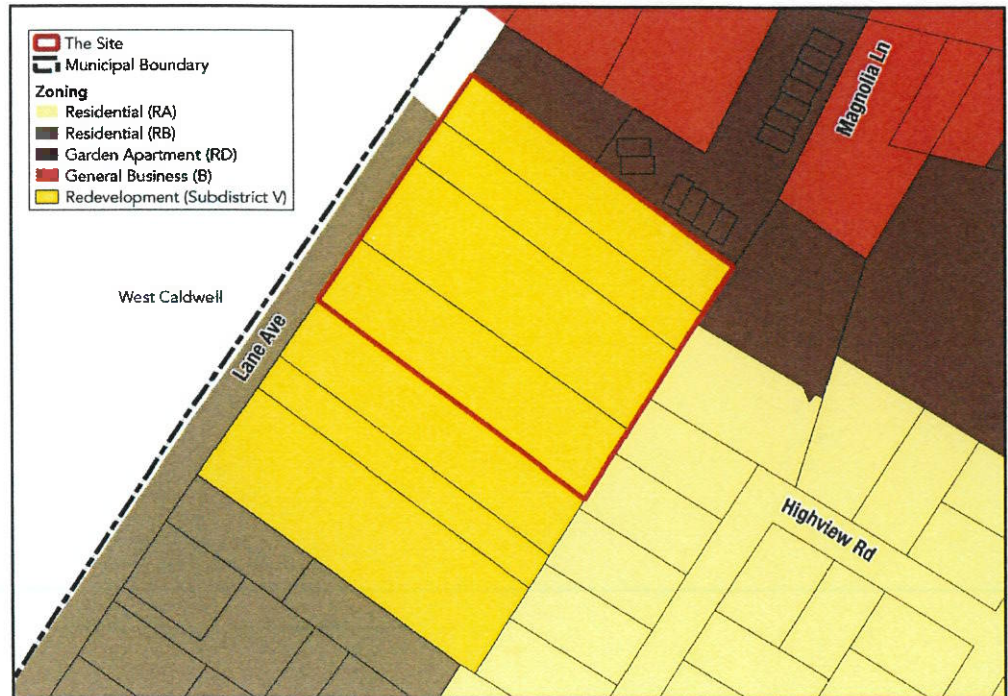 The Site
Municipal Boundary
Zoning
Residential (RA)
Residential (RB)
Garden Apartment (RD)
General Business (B)
Redevelopment (Subdistrict V)
Magnolia Ln
West Caldwell
Lane Ave
Highview Rd